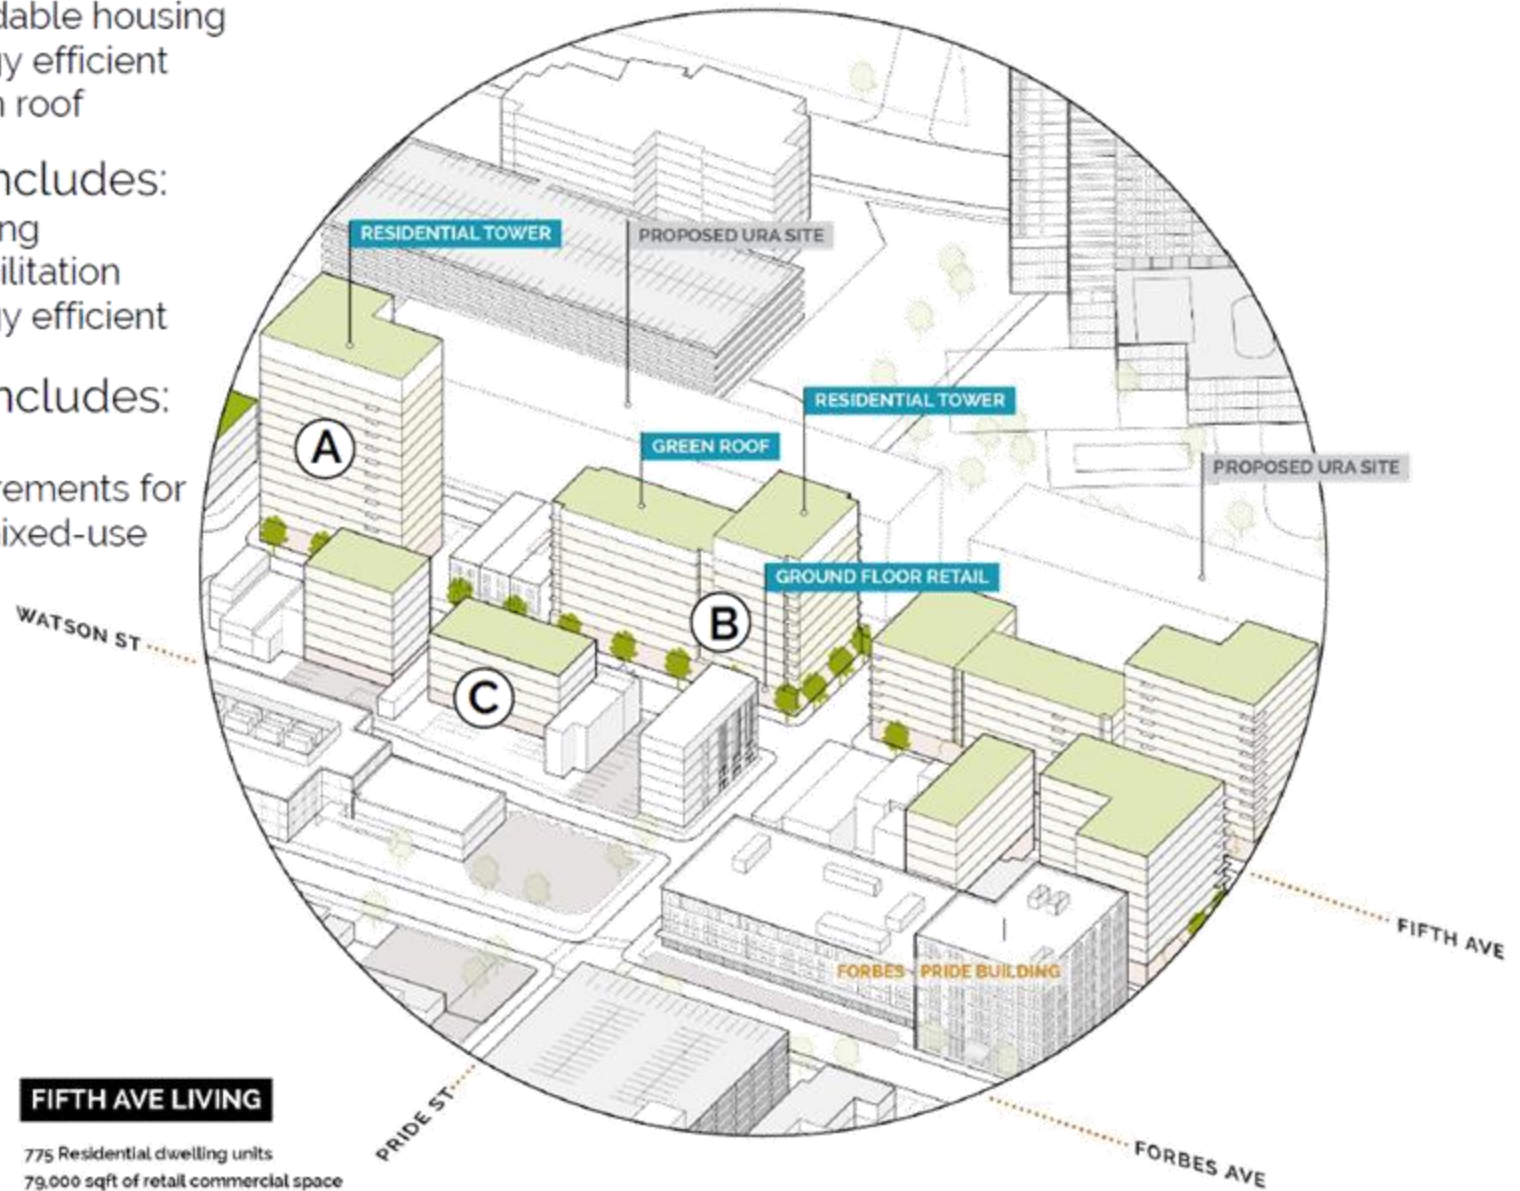 dable housing
y efficient
roof
ncludes:
ng
ilitation
y efficient
ncludes:
rements for
ixed-use
RESIDENTIAL TOWER
PROPOSED URA SITE
A
RESIDENTIAL TOWER
GREEN ROOF
PROPOSED URA SITE
GROUND FLOOR RETAIL
B
WATSON ST
C
FIFTH AVE
FORBES - PRIDE BUILDING
PRIDE ST
FORBES AVE
FIFTH AVE LIVING
775 Residential dwelling units
79,000 sqft of retail commercial space